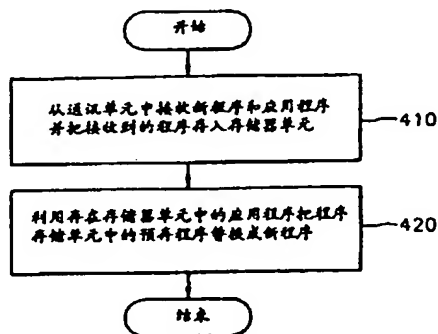 开始
从通讯单元中接收新程序和应用程序
并把接收到的程序存入存储器单元
410
利用存在存储器单元中的应用程序把程序
存储单元中的预存程序替换成新程序
420
结束